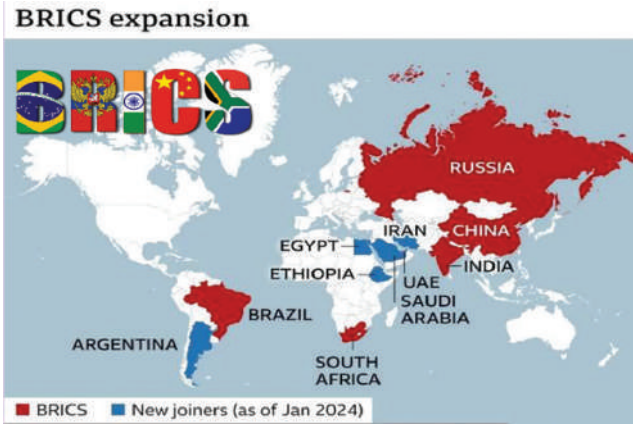 BRICS expansion
BRICS
RUSSIA
IRAN
CHINA
EGYPT
INDIA
ETHIOPIA
UAE
SAUDI
ARABIA
BRAZIL
ARGENTINA
SOUTH
AFRICA
BRICS
New joiners (as of Jan 2024)